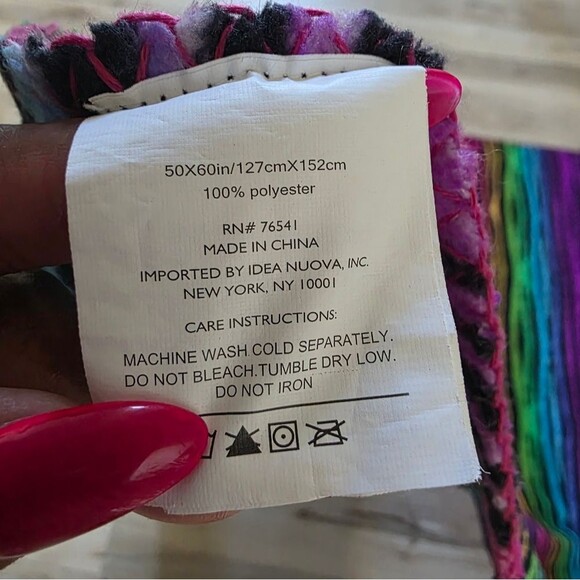 50X60in/127cmX152cm
100% polyester
RN# 76541
MADE IN CHINA
IMPORTED BY IDEA NUOVA, INC.
NEW YORK, NY 10001
CARE INSTRUCTIONS:
MACHINE WASH COLD SEPARATELY.
DO NOT BLEACH.TUMBLE DRY LOW.
DO NOT IRON